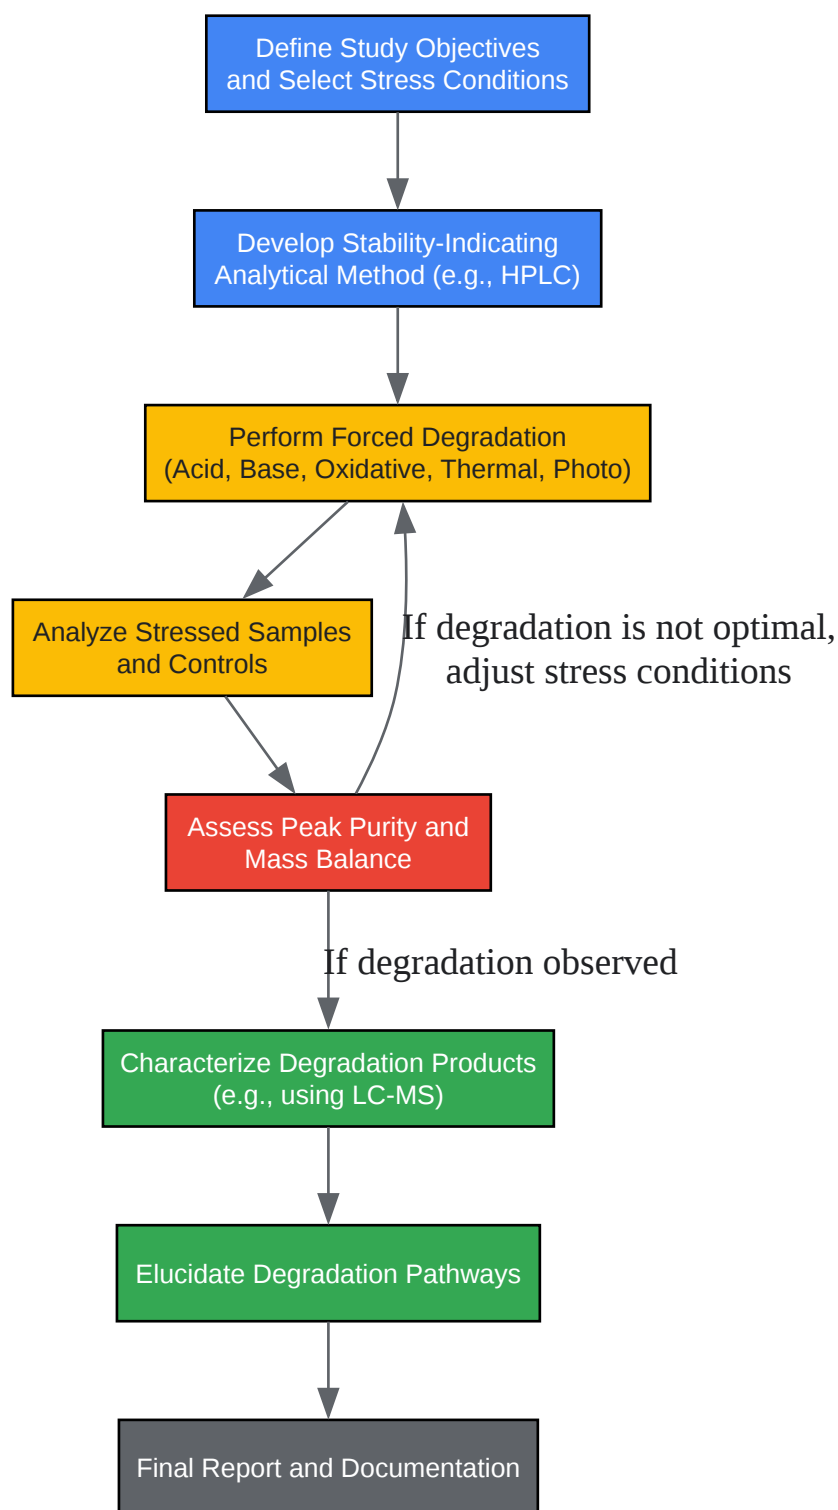 Define Study Objectives
and Select Stress Conditions
Develop Stability-Indicating
Analytical Method (e.g., HPLC)
Perform Forced Degradation
(Acid, Base, Oxidative, Thermal, Photo)
Analyze Stressed Samples
and Controls
If degradation is not optimal,
adjust stress conditions
Assess Peak Purity and
Mass Balance
If degradation observed
Characterize Degradation Products
(e.g., using LC-MS)
Elucidate Degradation Pathways
Final Report and Documentation